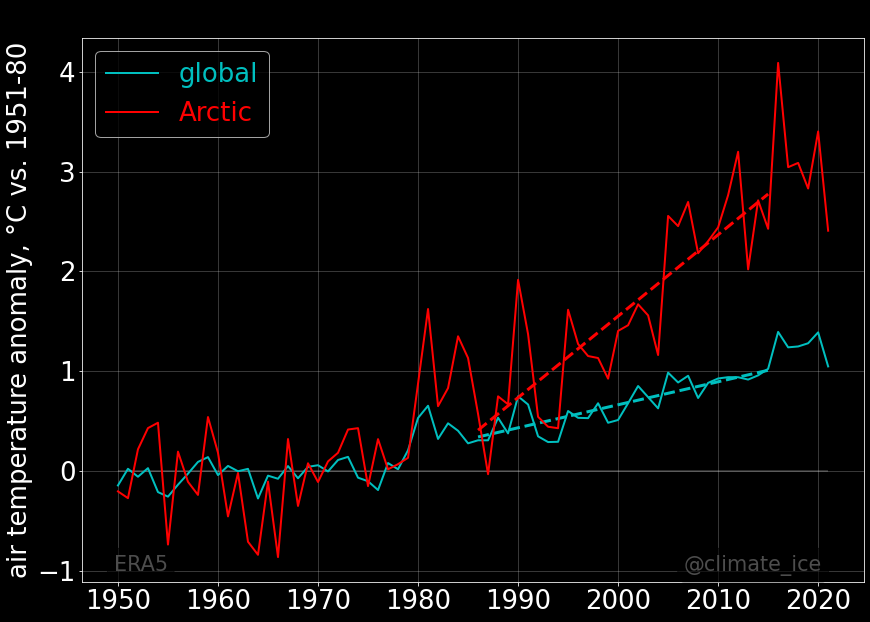 air temperature anomaly, °C vs. 1951-80
global
Arctic
4
3
2
1
0
−1
ERA5
@climate_ice
1950 1960 1970 1980 1990 2000 2010 2020